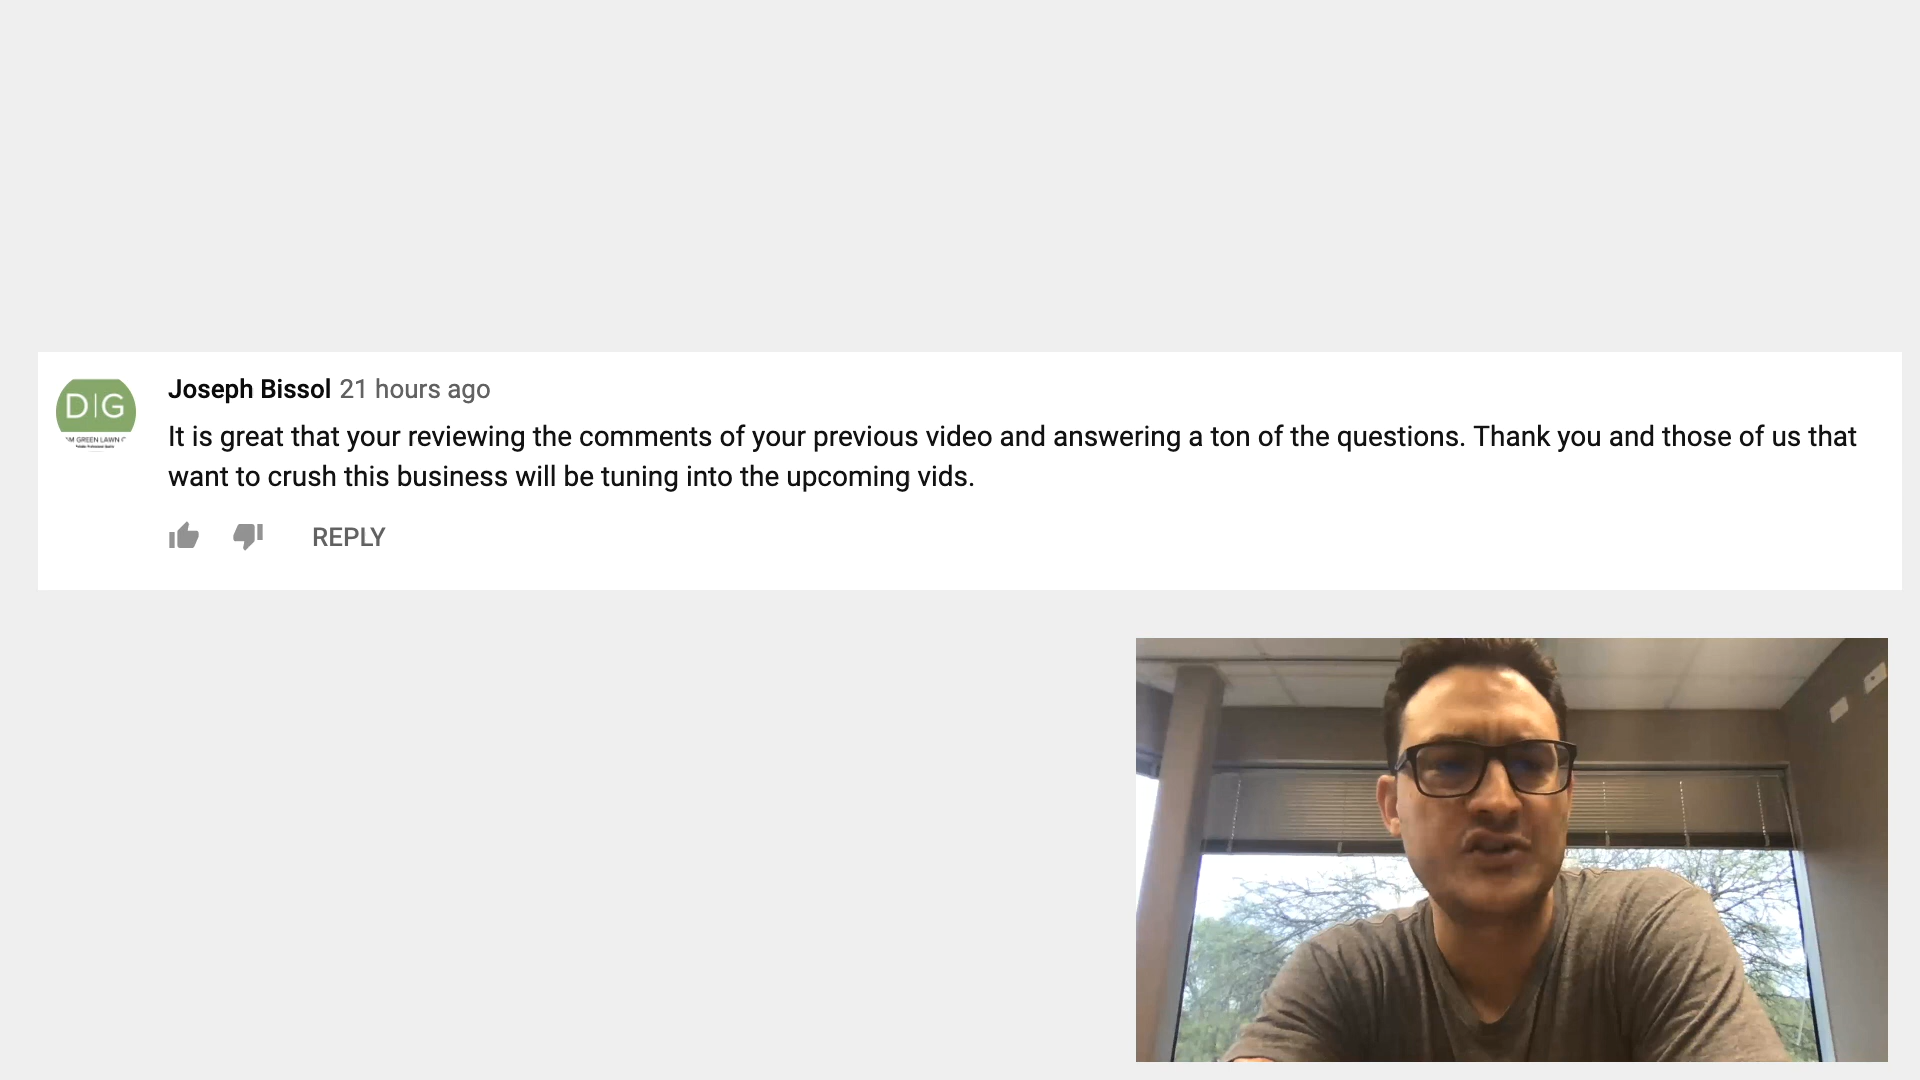 Joseph Bissol 21 hours ago
D|G
It is great that your reviewing the comments of your previous video and answering a ton of the questions. Thank you and those of us that
want to crush this business will be tuning into the upcoming vids.
REPLY